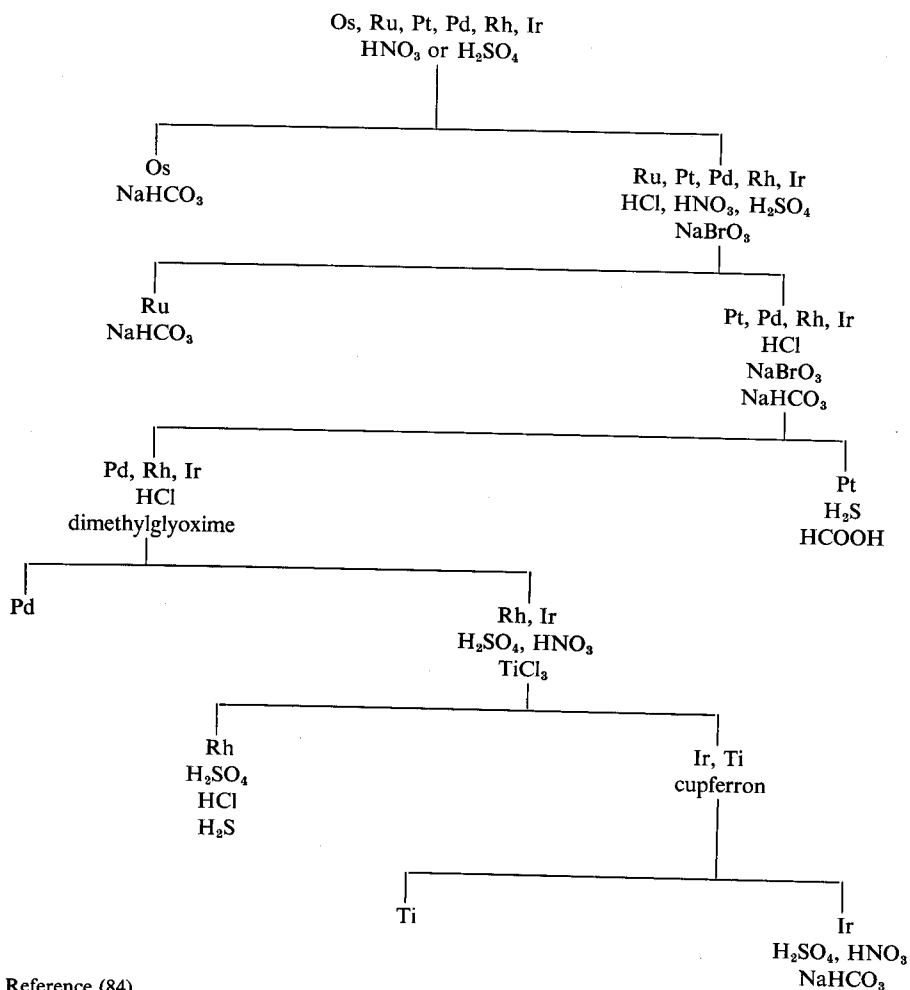 Os, Ru, Pt, Pd, Rh, Ir
HNO₃ or H₂SO₄
Os
NaHCO₃
Ru, Pt, Pd, Rh, Ir
HCl, HNO₃, H₂SO₄
NaBrO₃
Ru
NaHCO₃
Pt, Pd, Rh, Ir
HCl
NaBrO₃
NaHCO₃
Pd, Rh, Ir
HCl
dimethylglyoxime
Pt
H₂S
HCOOH
Pd
Rh, Ir
H₂SO₄, HNO₃
TiCl₃
Rh
H₂SO₄
HCl
H₂S
Ir, Ti
cupferron
Ti
Ir
H₂SO₄, HNO₃
NaHCO₃
Reference (84)